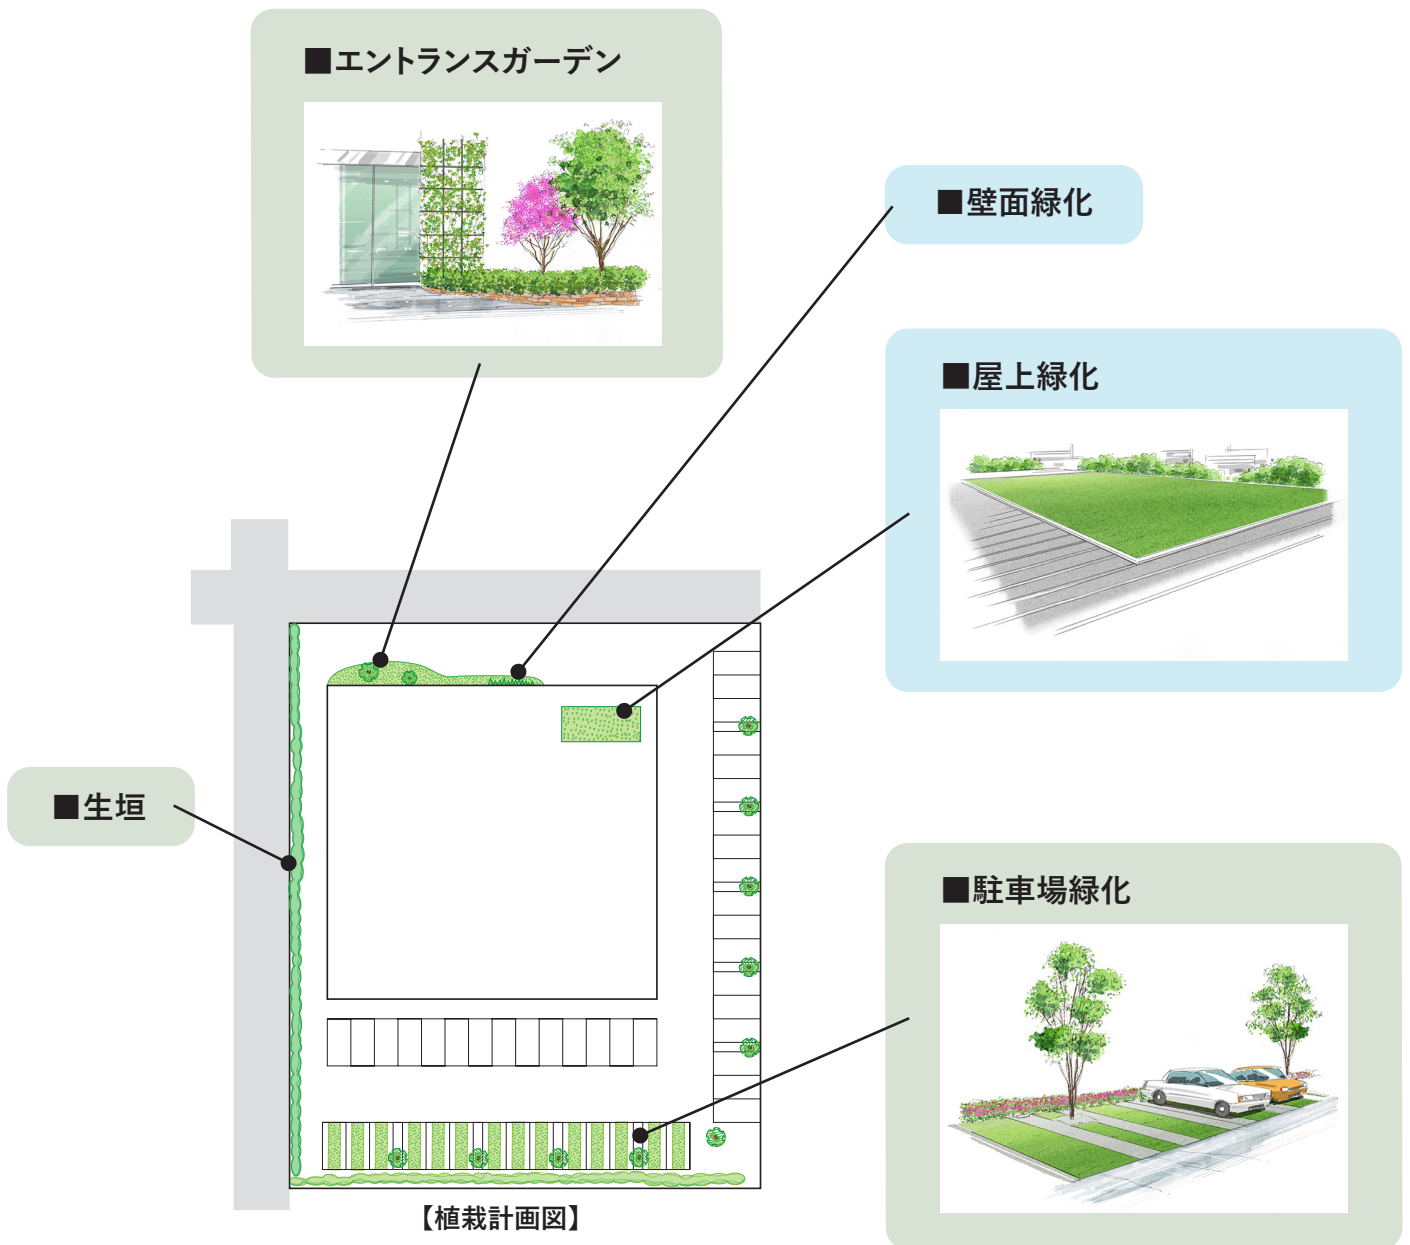 ■エントランスガーデン
■壁面緑化
■屋上緑化
■生垣
■駐車場緑化
【植栽計画図】